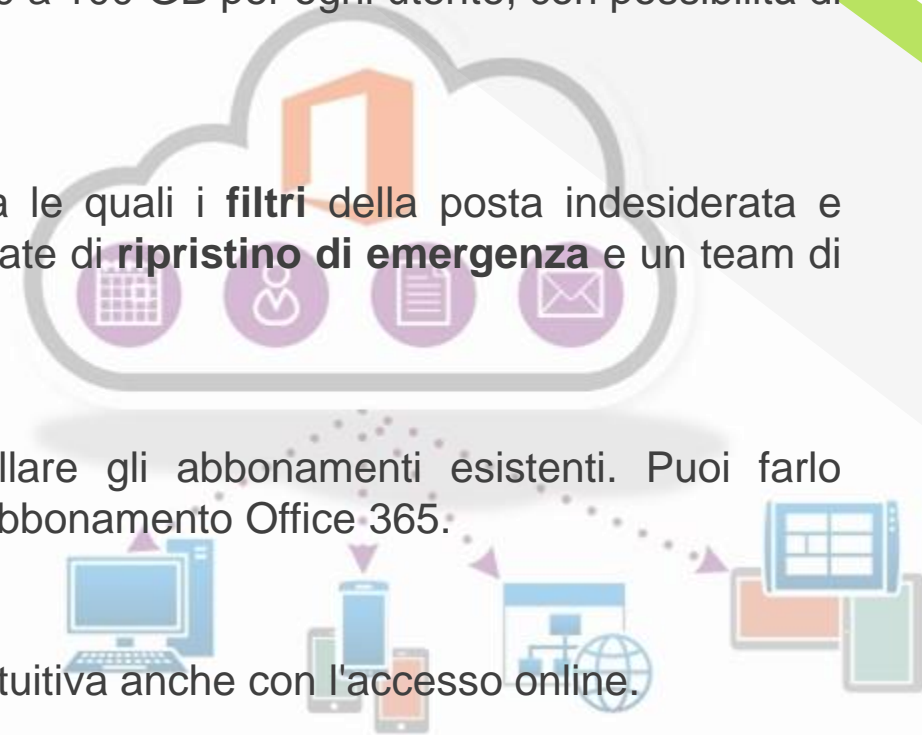 a 100 GB per ogni utente, con possibilità di
le quali i filtri della posta indesiderata e
ate di ripristino di emergenza e un team di
llare gli abbonamenti esistenti. Puoi farlo
bbonamento Office 365.
tuitiva anche con l'accesso online.